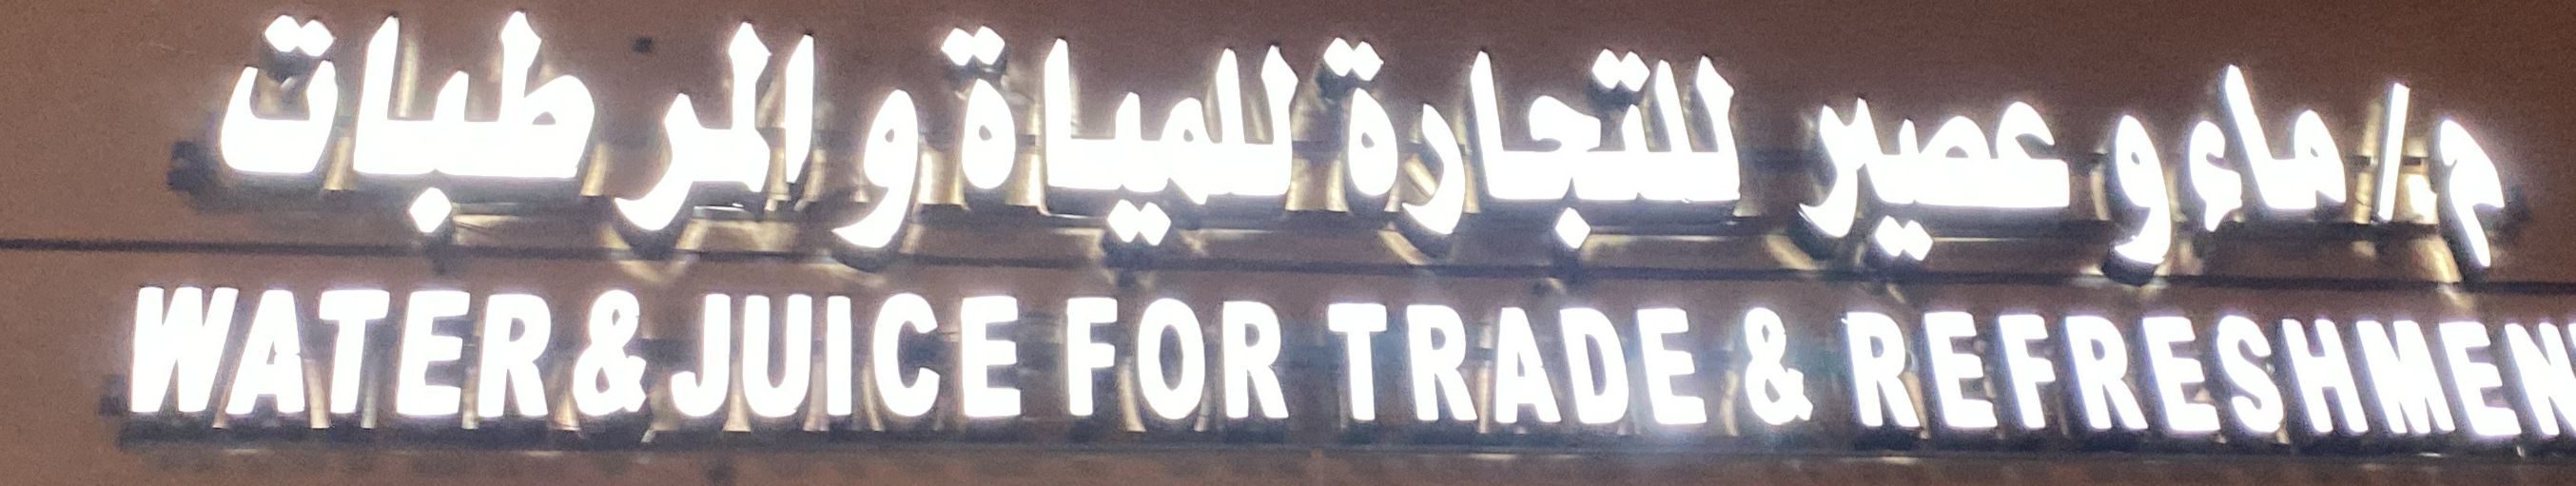 م./ ماء و عصير للتجارة للمياة و المرطبات
WATER & JUICE FOR TRADE & REFRESHMEN